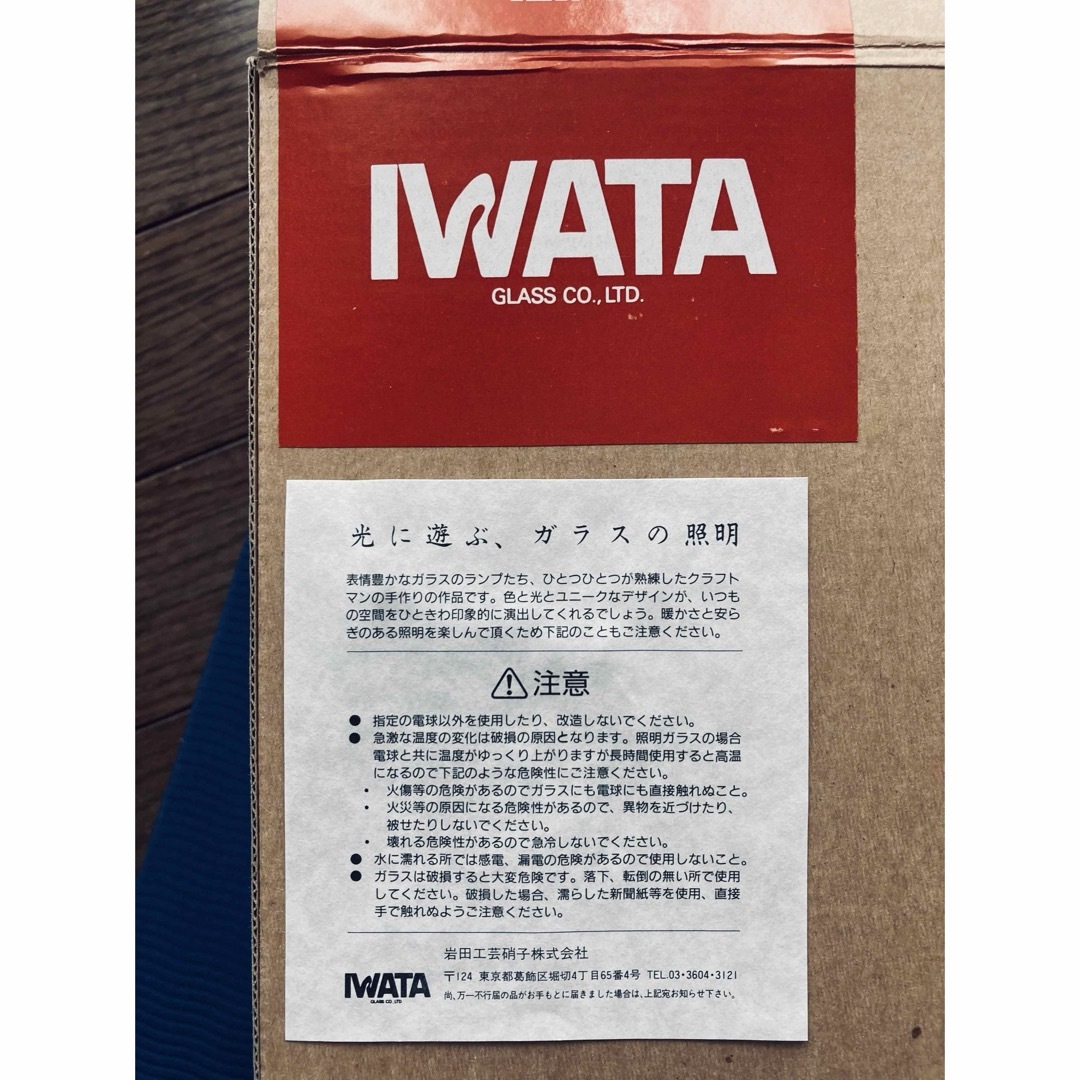 IWATA
GLASS CO.,LTD.
光に遊ぶ、ガラスの照明
表情豊かなガラスのランプたち、ひとつひとつが熟練したクラフト
マンの手作りの作品です。色と光とユニークなデザインが、いつも
の空間をひときわ印象的に演出してくれるでしょう。暖かさと安ら
ぎのある照明を楽しんで頂くため下記のこともご注意ください。
注意
● 指定の電球以外を使用したり、改造しないでください。
● 急激な温度の変化は破損の原因となります。照明ガラスの場合
電球と共に温度がゆっくり上がりますが長時間使用すると高温
になるので下記のような危険性にご注意ください。
・ 火傷等の危険があるのでガラスにも電球にも直接触れぬこと。
・ 火災等の原因になる危険性があるので、異物を近づけたり、
被せたりしないでください。
・ 壊れる危険性があるので急冷しないでください。
● 水に濡れる所では感電、漏電の危険があるので使用しないこと。
● ガラスは破損すると大変危険です。落下、転倒の無い所で使用
してください。破損した場合、濡らした新聞紙等を使用、直接
手で触れぬようご注意ください。
岩田工芸硝子株式会社
IWATA
GLASS CO., LTD
〒124 東京都葛飾区堀切4丁目65番4号 TEL.03・3604・3121
尚、万一不行届の品がお手もとに届きました場合は、上記宛お知らせ下さい。